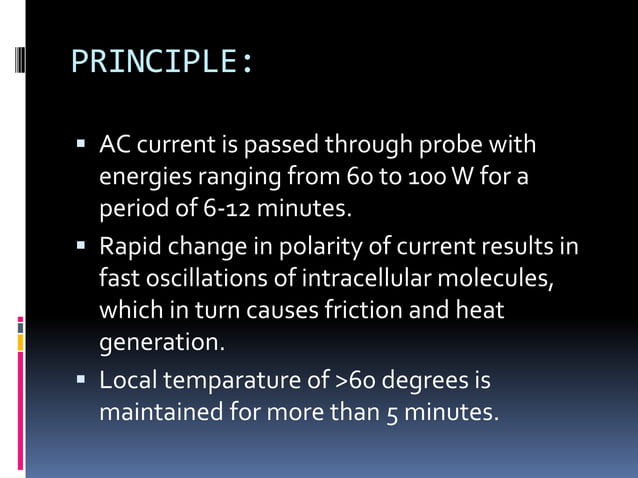 PRINCIPLE:
▪ AC current is passed through probe with
energies ranging from 60 to 100 W for a
period of 6-12 minutes.
▪ Rapid change in polarity of current results in
fast oscillations of intracellular molecules,
which in turn causes friction and heat
generation.
▪ Local temparature of >60 degrees is
maintained for more than 5 minutes.